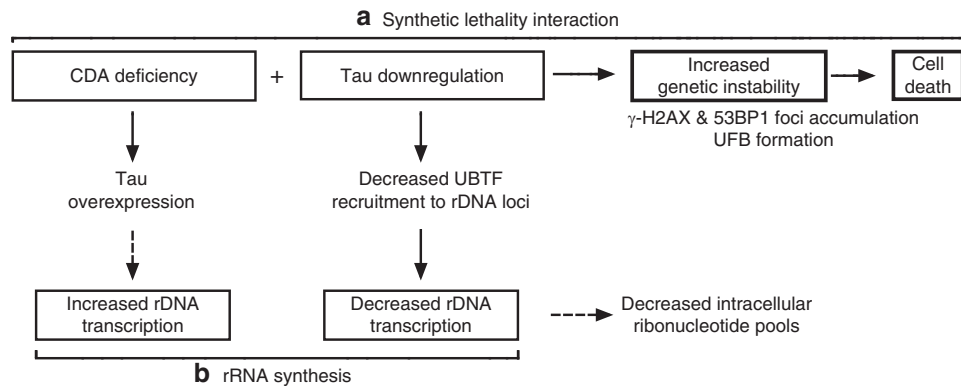 a Synthetic lethality interaction
CDA deficiency + Tau downregulation
Increased
genetic instability
Cell
death
γ-H2AX & 53BP1 foci accumulation
UFB formation
Tau
overexpression
Decreased UBTF
recruitment to rDNA loci
Increased rDNA
transcription
Decreased rDNA
transcription
Decreased intracellular
ribonucleotide pools
b rRNA synthesis